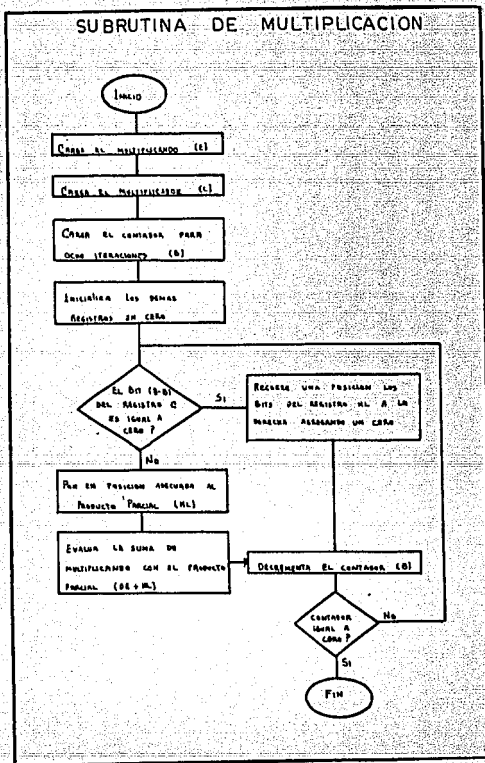 SUBRUTINA DE MULTIPLICACION
INICIO
CARGA EL MULTIPLICANDO (E)
CARGA EL MULTIPLICADOR (C)
CARGA EL CONTADOR PARA
OCHO ITERACIONES (B)
INICIALIZA LOS DEMAS
REGISTROS EN CERO
EL BIT (8-B)
DEL REGISTRO C
ES IGUAL A
CERO ?
SI
RECORRE UNA POSICION LOS
BITS DEL REGISTRO HL A LA
DERECHA AGREGANDO UN CERO
NO
PON EN POSICION ADECUADA AL
PRODUCTO PARCIAL (HL)
EVALUA LA SUMA DE
MULTIPLICANDO CON EL PRODUCTO
PARCIAL (DE + HL)
DECREMENTA EL CONTADOR (B)
CONTADOR
IGUAL A
CERO ?
NO
SI
FIN